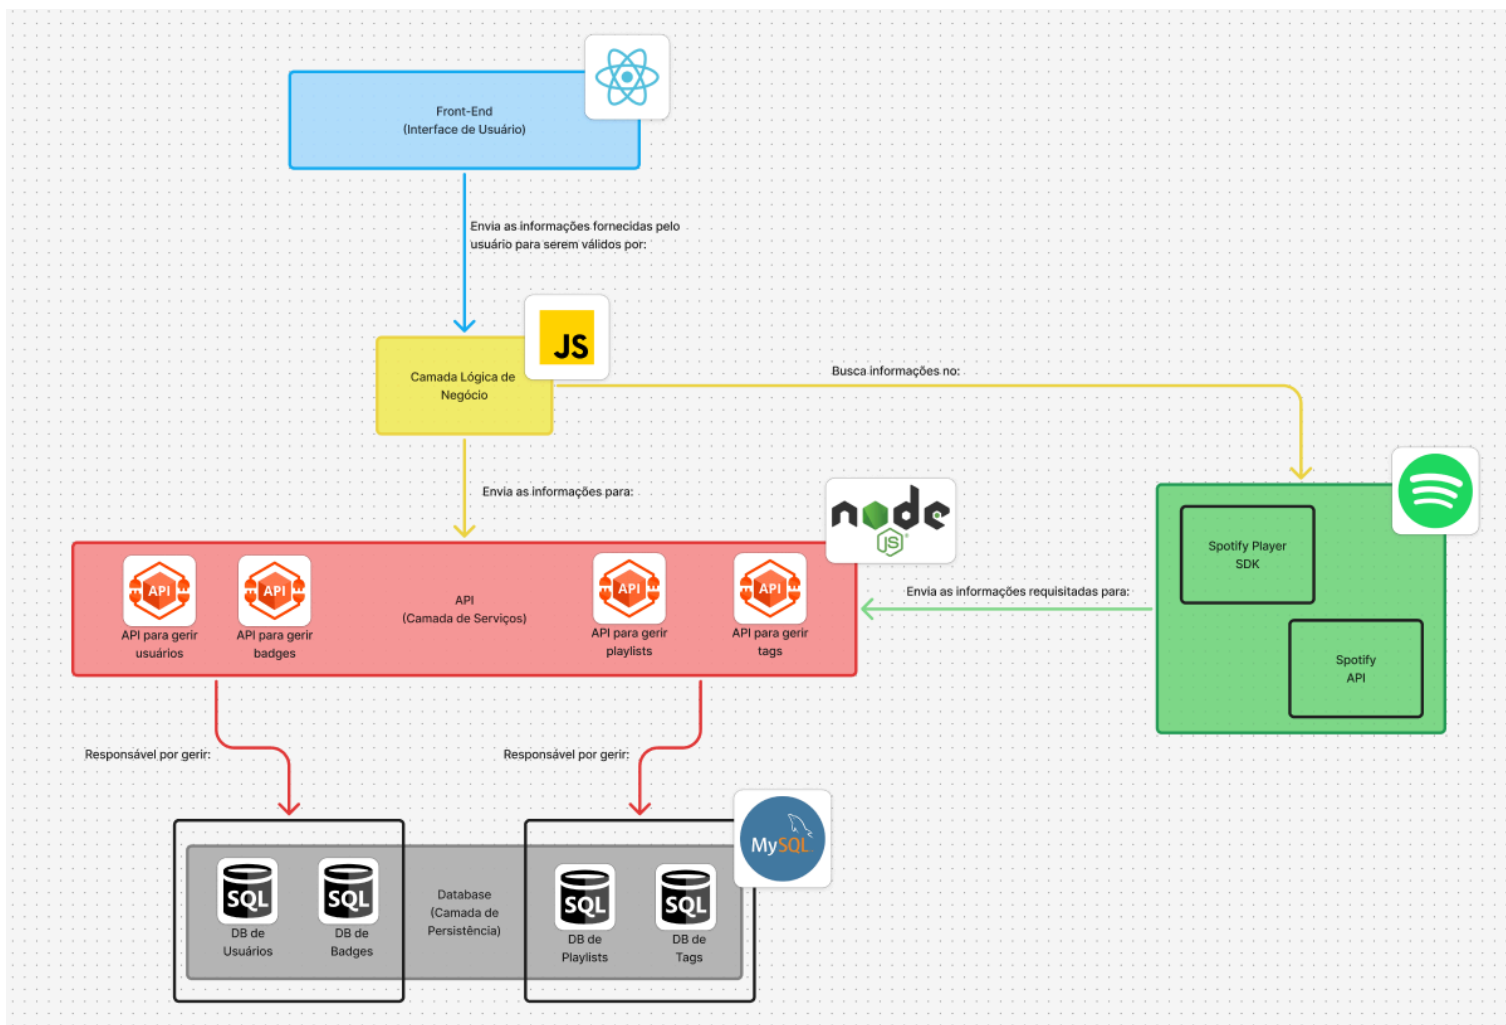 Front-End
(Interface de Usuário)
Envia as informações fornecidas pelo
usuário para serem válidos por:
JS
Camada Lógica de
Negócio
Busca informações no:
Envia as informações para:
node
JS
Spotify Player
SDK
Spotify
API
Envia as informações requisitadas para:
API
API para gerir
usuários
API
API para gerir
badges
API
(Camada de Serviços)
API
API para gerir
playlists
API
API para gerir
tags
Responsável por gerir:
Responsável por gerir:
MySQL
SQL
DB de
Usuários
SQL
DB de
Badges
Database
(Camada de
Persistência)
SQL
DB de
Playlists
SQL
DB de
Tags